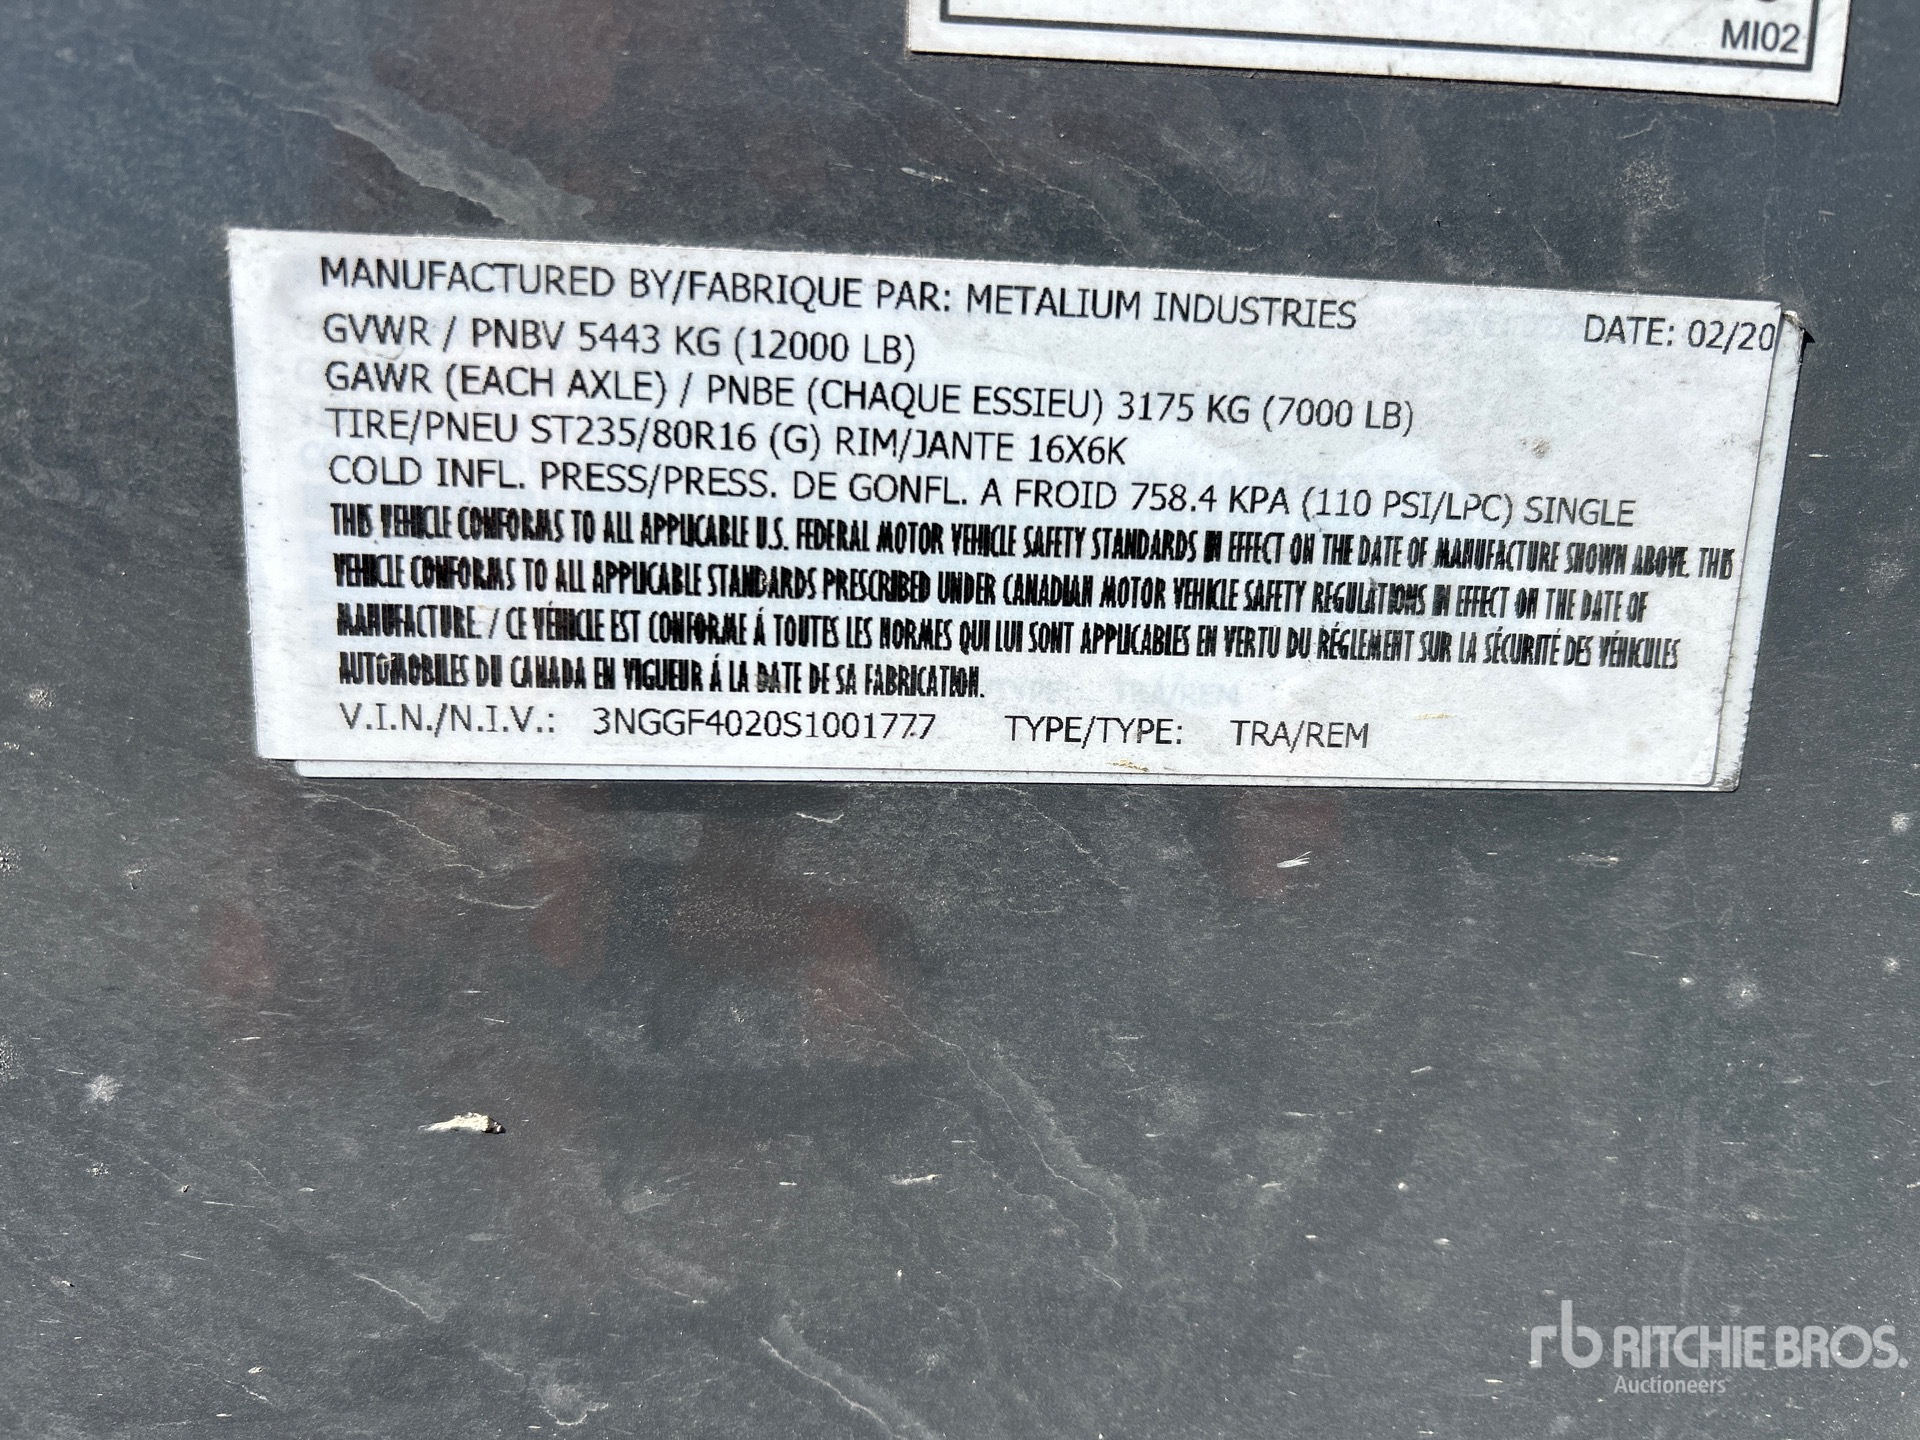 MI02
MANUFACTURED BY/FABRIQUE PAR: METALIUM INDUSTRIES DATE: 02/20
GVWR / PNBV 5443 KG (12000 LB)
GAWR (EACH AXLE) / PNBE (CHAQUE ESSIEU) 3175 KG (7000 LB)
TIRE/PNEU ST235/80R16 (G) RIM/JANTE 16X6K
COLD INFL. PRESS/PRESS. DE GONFL. A FROID 758.4 KPA (110 PSI/LPC) SINGLE
THIS VEHICLE CONFORMS TO ALL APPLICABLE U.S. FEDERAL MOTOR VEHICLE SAFETY STANDARDS IN EFFECT ON THE DATE OF MANUFACTURE SHOWN ABOVE. THIS
VEHICLE CONFORMS TO ALL APPLICABLE STANDARDS PRESCRIBED UNDER CANADIAN MOTOR VEHICLE SAFETY REGULATIONS IN EFFECT ON THE DATE OF
MANUFACTURE. / CE VÉHICLE EST CONFORME Á TOUTES LES NORMES QUI LUI SONT APPLICABLES EN VERTU DU RÉGLEMENT SUR LA SÉCURITÉ DES VÉHICULES
AUTOMOBILES DU CANADA EN VIGUEUR Á LA DATE DE SA FABRICATION.
V.I.N./N.I.V.: 3NGGF4020S1001777 TYPE/TYPE: TRA/REM
rb RITCHIE BROS.
Auctioneers